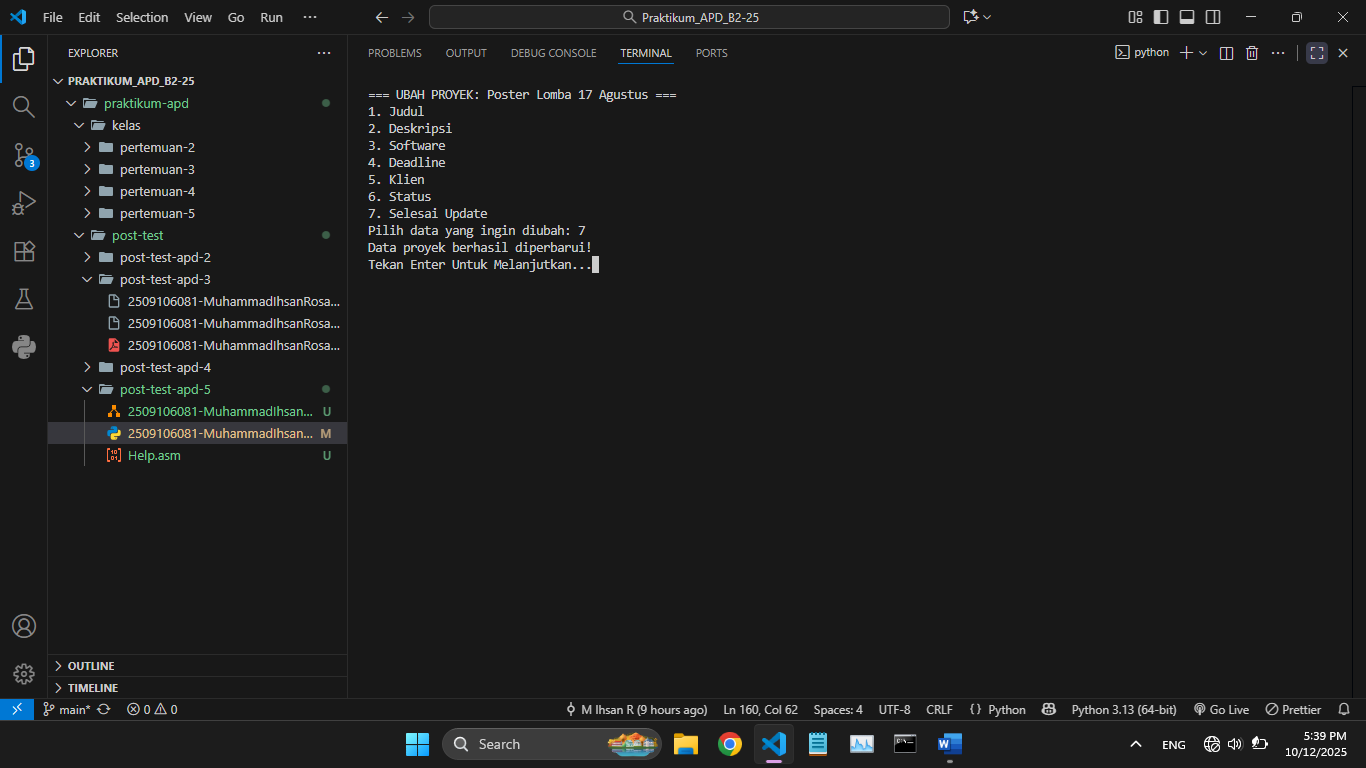 File Edit Selection View Go Run ···
Praktikum_APD_B2-25
EXPLORER
PRAKTIKUM_APD_B2-25
praktikum-apd
kelas
pertemuan-2
pertemuan-3
pertemuan-4
pertemuan-5
post-test
post-test-apd-2
post-test-apd-3
2509106081-MuhammadIhsanRosa...
2509106081-MuhammadIhsanRosa...
2509106081-MuhammadIhsanRosa...
post-test-apd-4
post-test-apd-5
2509106081-MuhammadIhsan... U
2509106081-MuhammadIhsan... M
Help.asm U
OUTLINE
TIMELINE
3
PROBLEMS OUTPUT DEBUG CONSOLE TERMINAL PORTS
python
=== UBAH PROYEK: Poster Lomba 17 Agustus ===
1. Judul
2. Deskripsi
3. Software
4. Deadline
5. Klien
6. Status
7. Selesai Update
Pilih data yang ingin diubah: 7
Data proyek berhasil diperbarui!
Tekan Enter Untuk Melanjutkan...
main* 0 0 M Ihsan R (9 hours ago) Ln 160, Col 62 Spaces: 4 UTF-8 CRLF {} Python Python 3.13 (64-bit) Go Live Prettier
Search
ENG
5:39 PM
10/12/2025